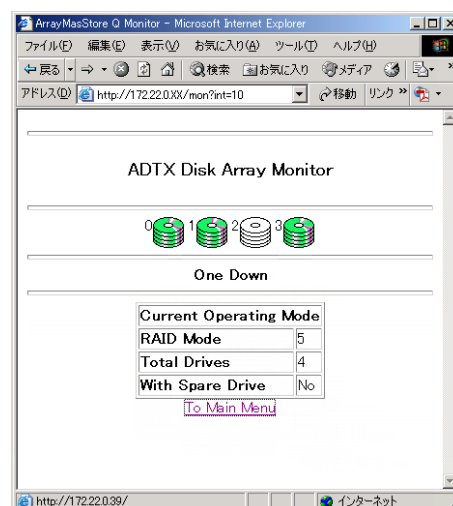 ArrayMasStore Q Monitor - Microsoft Internet Explorer
ファイル(F) 編集(E) 表示(V) お気に入り(A) ツール(T) ヘルプ(H)
戻る 検索 お気に入り メディア
アドレス(D) http://172.22.0.XX/mon?int=10 移動 リンク »
ADTX Disk Array Monitor
0 1 2 3
One Down
Current Operating Mode
RAID Mode 5
Total Drives 4
With Spare Drive No
To Main Menu
http://172.22.0.39/ インターネット